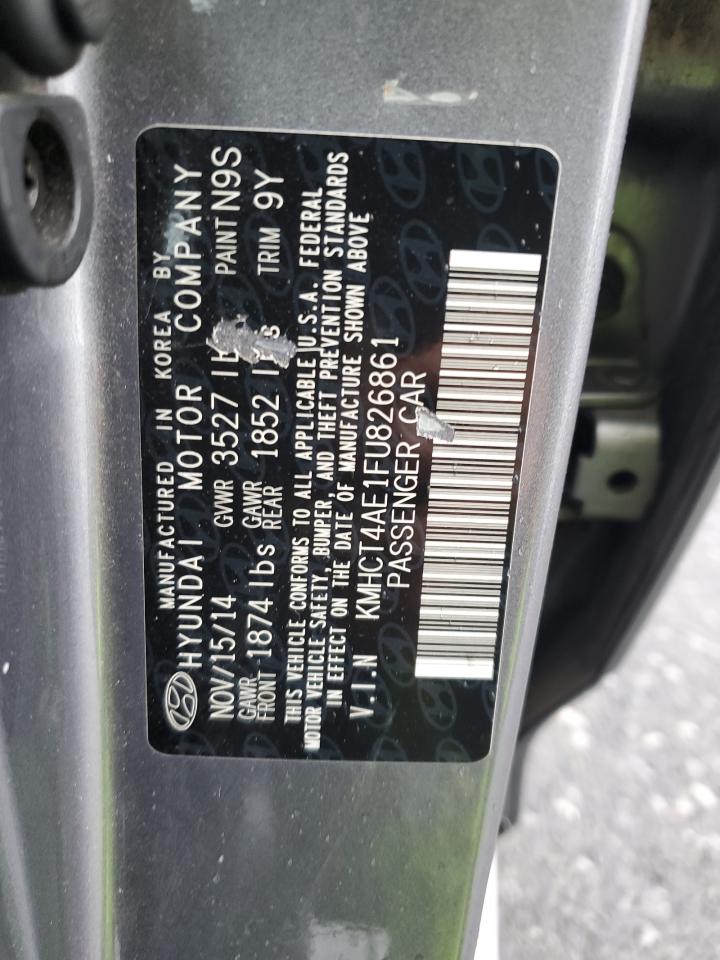 MANUFACTURED IN KOREA BY
HYUNDAI MOTOR COMPANY
NOV/15/14 GVWR 3527 PAINT N9S
GAWR FRONT 1874 lbs GAWR REAR 1852 TRIM 9Y
THIS VEHICLE CONFORMS TO ALL APPLICABLE U.S.A. FEDERAL
MOTOR VEHICLE SAFETY, BUMPER, AND THEFT PREVENTION STANDARDS
IN EFFECT ON THE DATE OF MANUFACTURE SHOWN ABOVE
V.I.N KMHCT4AE1FU826861
PASSENGER CAR